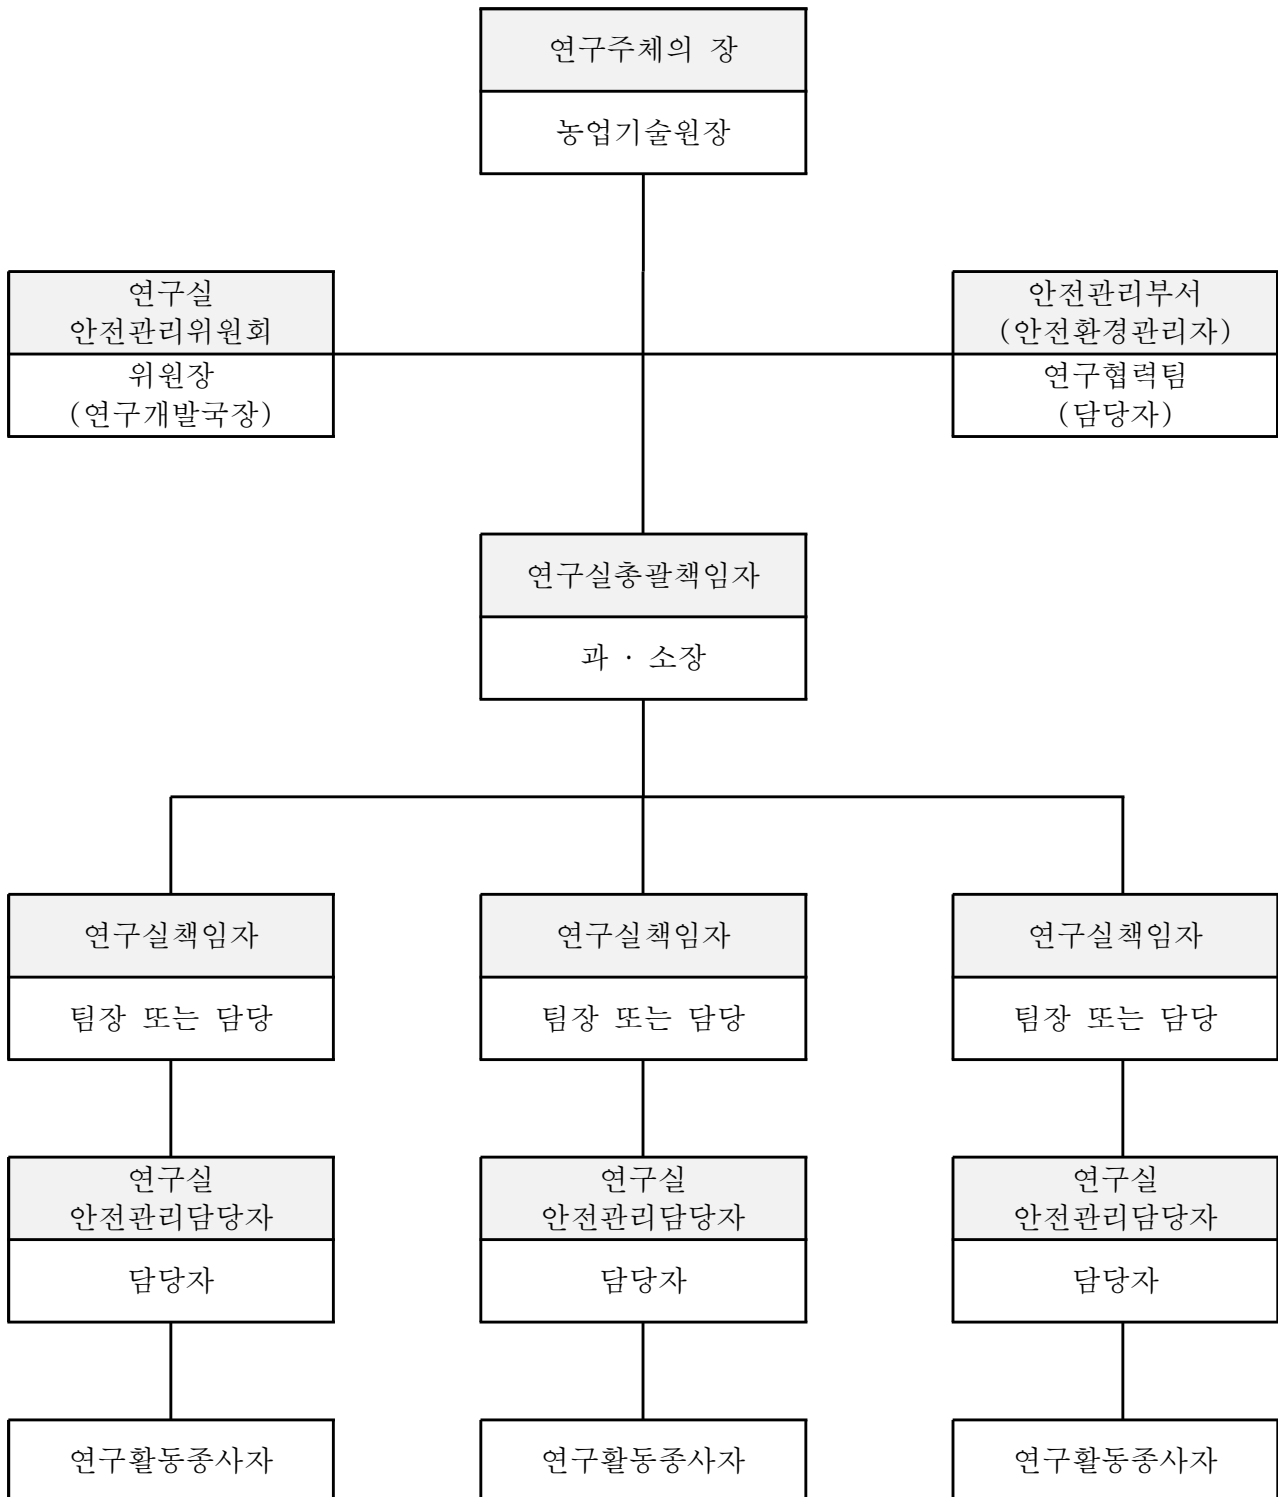 연구주체의 장
농업기술원장
연구실
안전관리위원회
위원장
(연구개발국장)
안전관리부서
(안전환경관리자)
연구협력팀
(담당자)
연구실총괄책임자
과 · 소장
연구실책임자
팀장 또는 담당
연구실책임자
팀장 또는 담당
연구실책임자
팀장 또는 담당
연구실
안전관리담당자
담당자
연구실
안전관리담당자
담당자
연구실
안전관리담당자
담당자
연구활동종사자
연구활동종사자
연구활동종사자